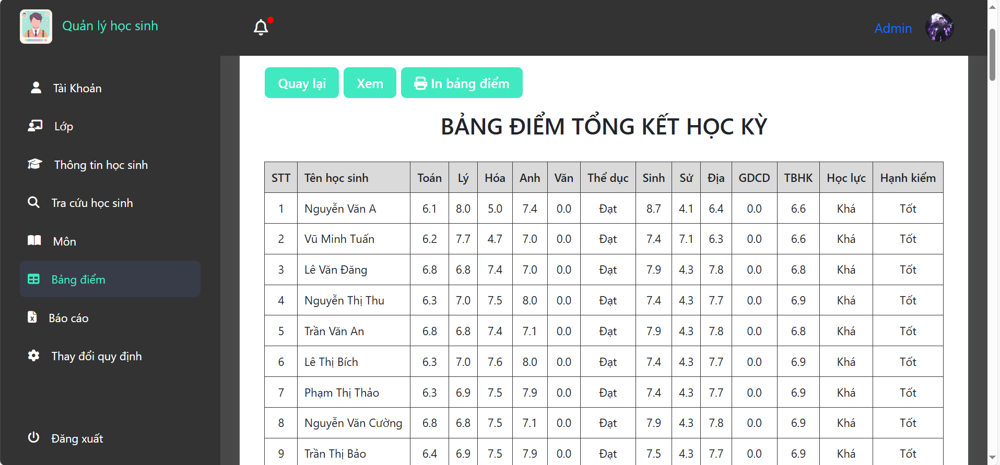 Quản lý học sinh
Admin
Tài Khoản
Lớp
Thông tin học sinh
Tra cứu học sinh
Môn
Bảng điểm
Báo cáo
Thay đổi quy định
Đăng xuất
Quay lại Xem In bảng điểm
BẢNG ĐIỂM TỔNG KẾT HỌC KỲ
STT Tên học sinh Toán Lý Hóa Anh Văn Thể dục Sinh Sử Địa GDCD TBHK Học lực Hạnh kiểm
1 Nguyễn Văn A 6.1 8.0 5.0 7.4 0.0 Đạt 8.7 4.1 6.4 0.0 6.6 Khá Tốt
2 Vũ Minh Tuấn 6.2 7.7 4.7 7.0 0.0 Đạt 7.4 7.1 6.3 0.0 6.6 Khá Tốt
3 Lê Văn Đăng 6.8 6.8 7.4 7.0 0.0 Đạt 7.9 4.3 7.8 0.0 6.8 Khá Tốt
4 Nguyễn Thị Thu 6.3 7.0 7.5 8.0 0.0 Đạt 7.4 4.3 7.7 0.0 6.9 Khá Tốt
5 Trần Văn An 6.8 6.8 7.4 7.1 0.0 Đạt 7.9 4.3 7.8 0.0 6.8 Khá Tốt
6 Lê Thị Bích 6.3 7.0 7.6 8.0 0.0 Đạt 7.4 4.3 7.7 0.0 6.9 Khá Tốt
7 Phạm Thị Thảo 6.3 6.9 7.5 7.9 0.0 Đạt 7.4 4.3 7.7 0.0 6.9 Khá Tốt
8 Nguyễn Văn Cường 6.8 6.8 7.5 7.1 0.0 Đạt 7.9 4.3 7.8 0.0 6.9 Khá Tốt
9 Trần Thị Bảo 6.4 6.9 7.5 7.9 0.0 Đạt 7.5 4.3 7.7 0.0 6.9 Khá Tốt